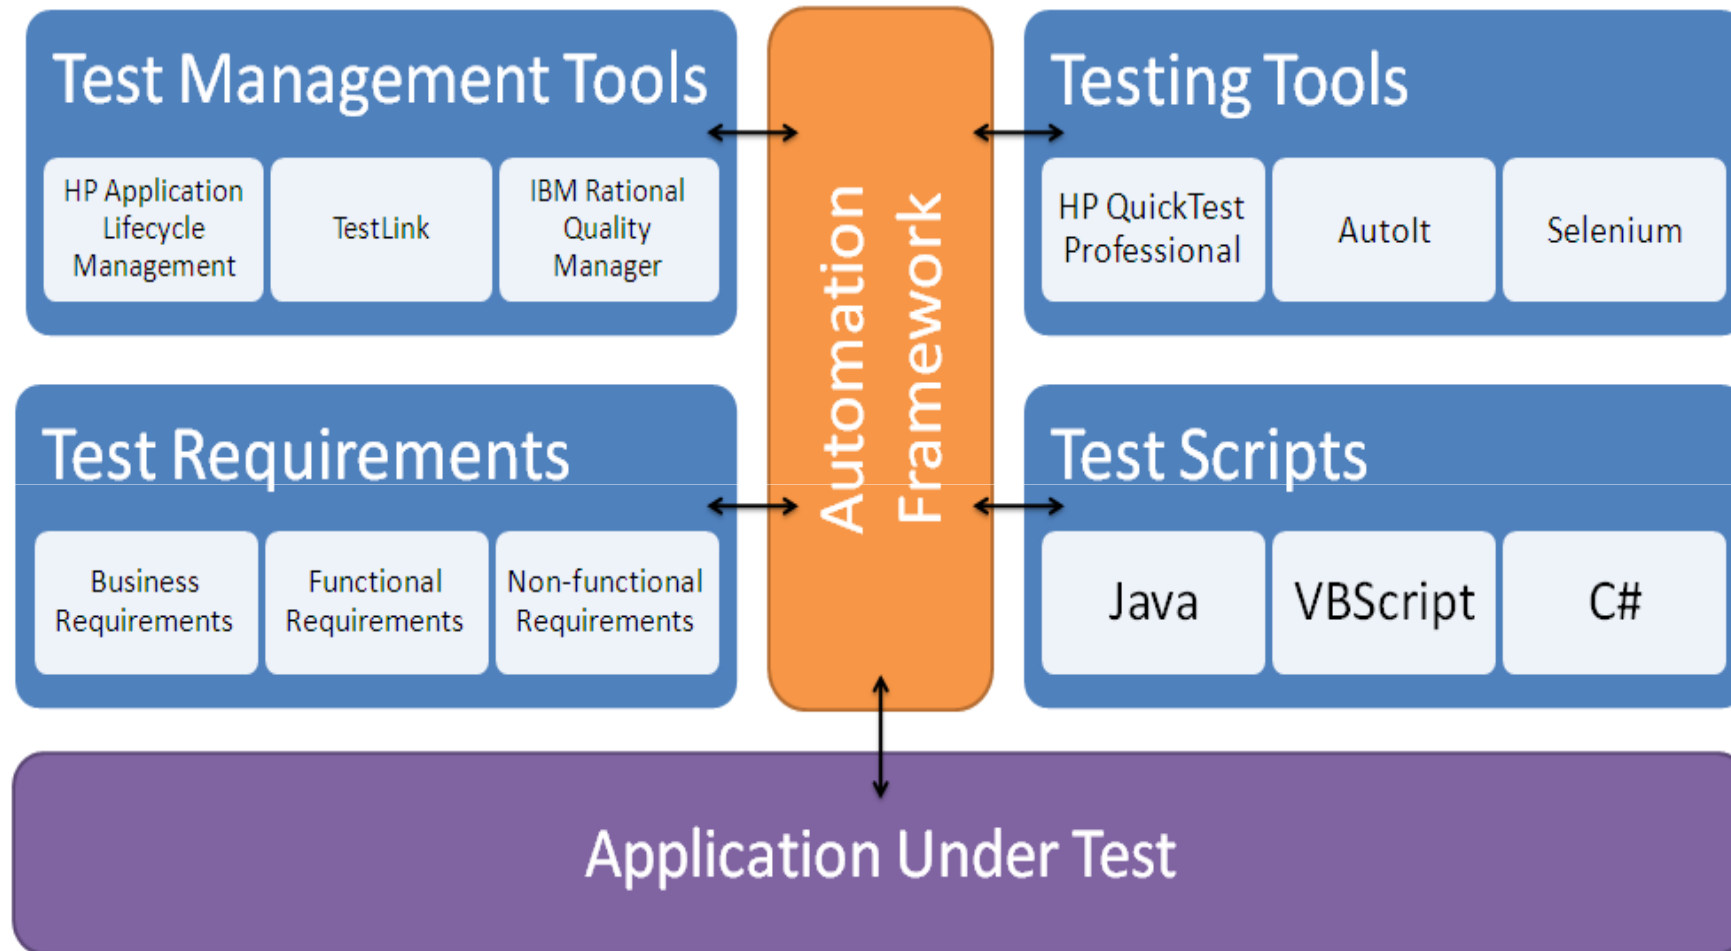 Test Management Tools
HP Application
Lifecycle
Management
TestLink
IBM Rational
Quality
Manager
Automation
Framework
Testing Tools
HP QuickTest
Professional
AutoIt
Selenium
Test Requirements
Business
Requirements
Functional
Requirements
Non-functional
Requirements
Test Scripts
Java
VBScript
C#
Application Under Test